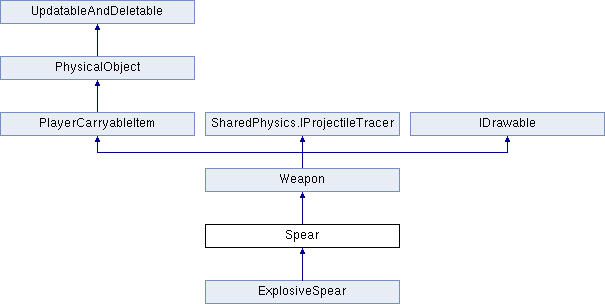 UpdatableAndDeletable
PhysicalObject
PlayerCarryableItem
SharedPhysics.IProjectileTracer
IDrawable
Weapon
Spear
ExplosiveSpear